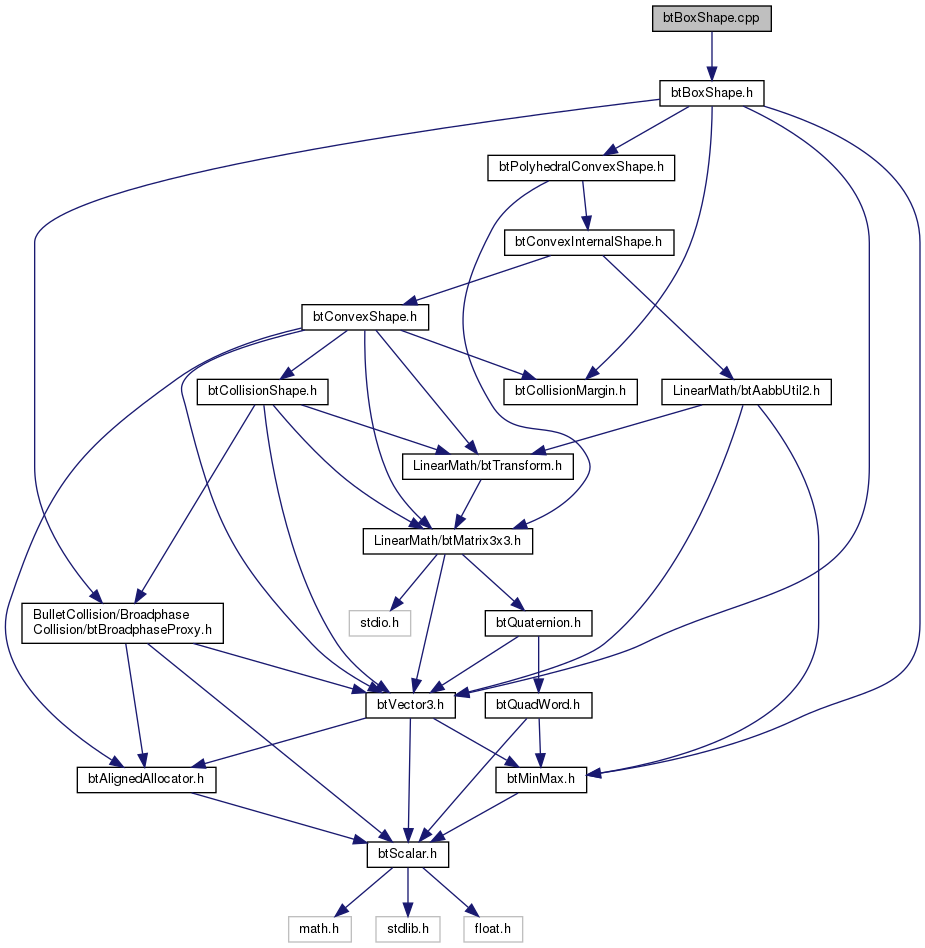 btBoxShape.cpp
btBoxShape.h
btPolyhedralConvexShape.h
btConvexInternalShape.h
btConvexShape.h
btCollisionShape.h
btCollisionMargin.h
LinearMath/btAabbUtil2.h
LinearMath/btTransform.h
LinearMath/btMatrix3x3.h
BulletCollision/Broadphase
Collision/btBroadphaseProxy.h
stdio.h
btQuaternion.h
btVector3.h
btQuadWord.h
btAlignedAllocator.h
btMinMax.h
btScalar.h
math.h
stdlib.h
float.h